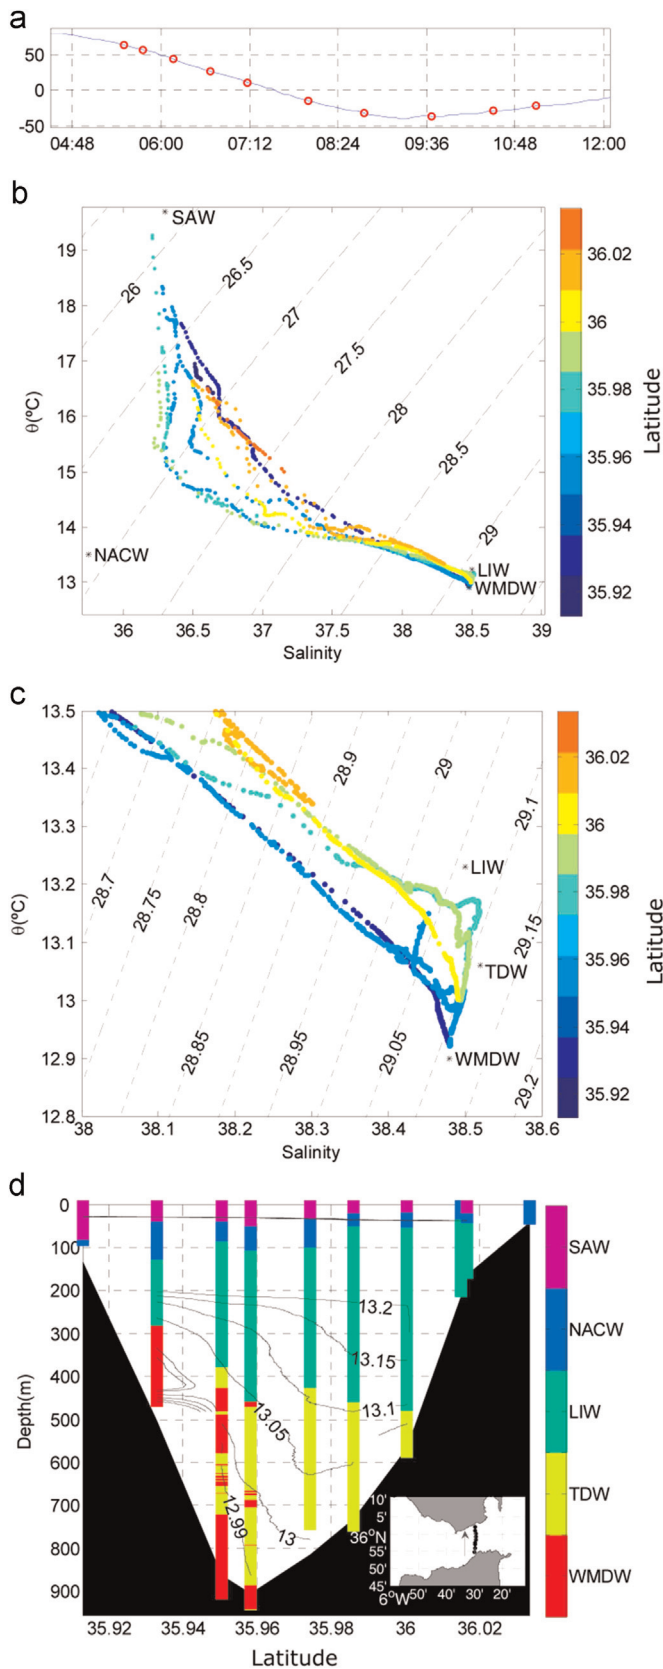 a
50
0
-50
04:48 06:00 07:12 08:24 09:36 10:48 12:00
b
SAW
26 26.5 27 27.5 28 28.5 29
NACW
LIW
WMDW
19
18
17
16
15
14
13
θ(ºC)
36 36.5 37 37.5 38 38.5 39
Salinity
36.02
36
35.98
35.96
35.94
35.92
Latitude
c
13.5
13.4
13.3
13.2
13.1
13
12.9
12.8
θ(ºC)
28.7 28.75 28.8 28.85 28.9 28.95 29 29.05 29.1 29.15 29.2
LIW
TDW
WMDW
38 38.1 38.2 38.3 38.4 38.5 38.6
Salinity
36.02
36
35.98
35.96
35.94
35.92
Latitude
d
0
100
200
300
400
500
600
700
800
900
Depth(m)
13.2
13.15
13.1
13.05
13
12.99
10'
5'
36ºN
55'
50'
45'
6ºW 50' 40' 30' 20'
35.92 35.94 35.96 35.98 36 36.02
Latitude
SAW
NACW
LIW
TDW
WMDW